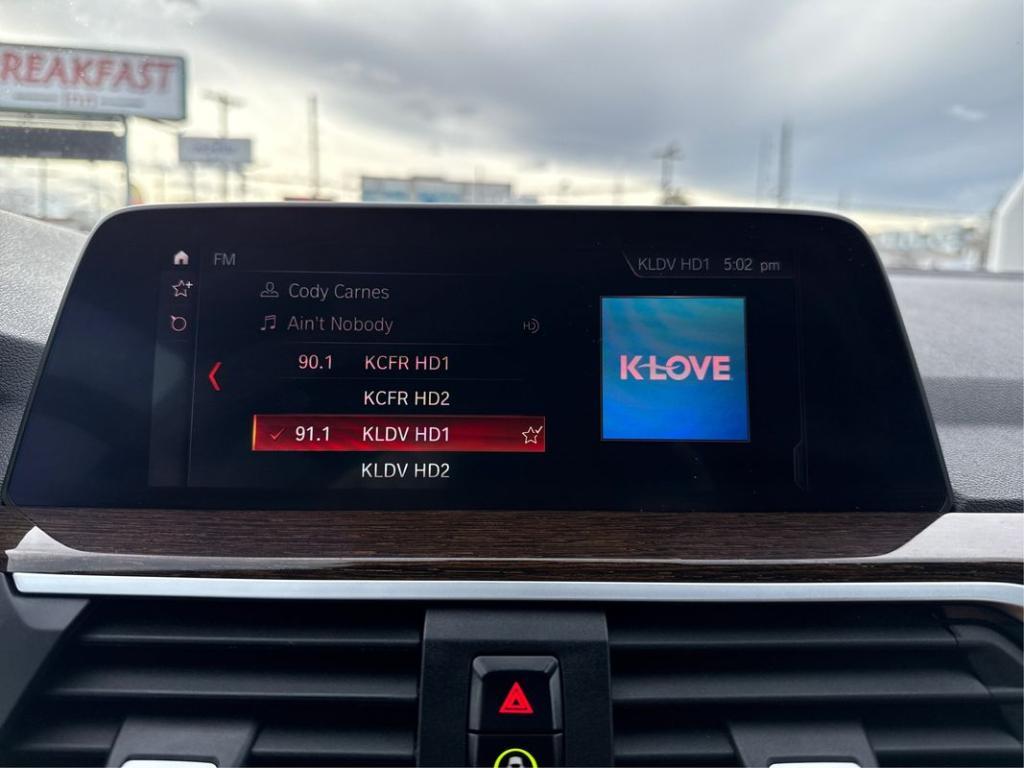 REAKFAST
FM
KLDV HD1 5:02 pm
Cody Carnes
Ain't Nobody
HD
90.1 KCFR HD1
KCFR HD2
91.1 KLDV HD1
KLDV HD2
K-LOVE